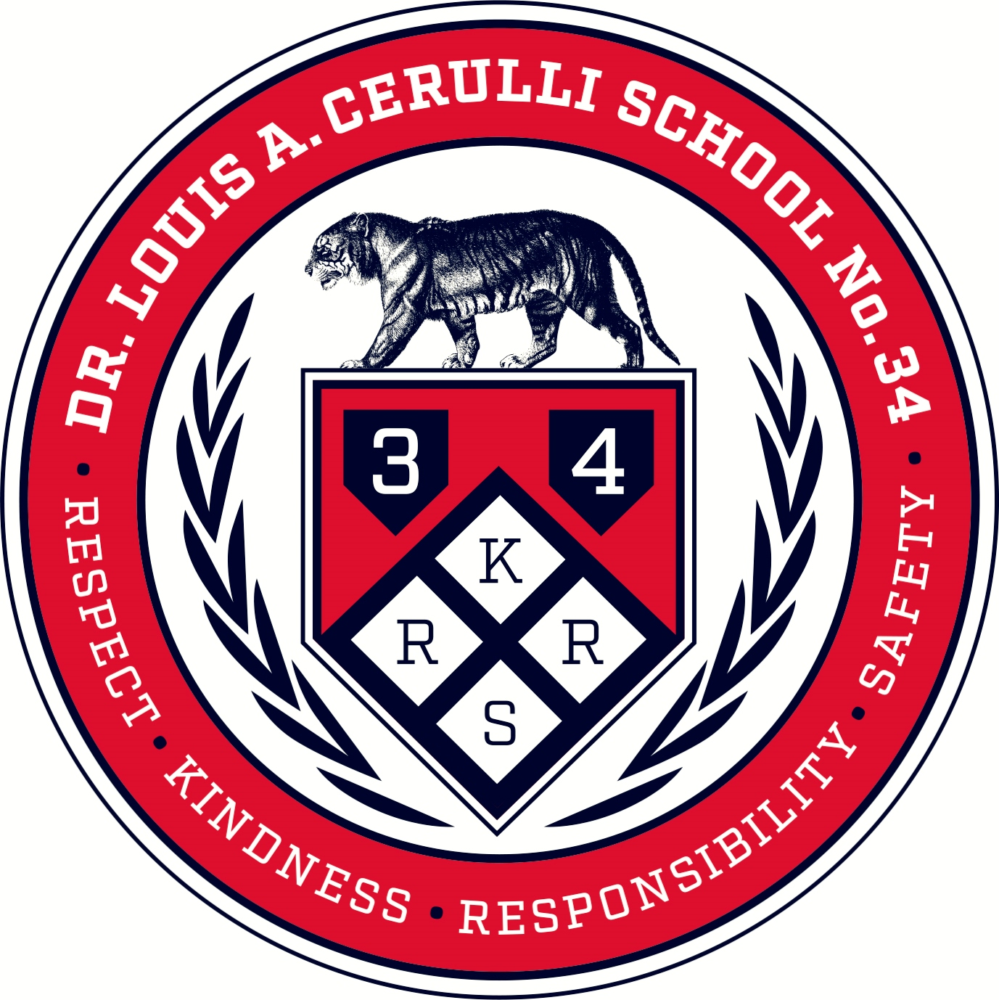 DR. LOUIS A. CERULLI SCHOOL No. 34
• RESPECT • KINDNESS • RESPONSIBILITY • SAFETY •
3 4
K
R R
S